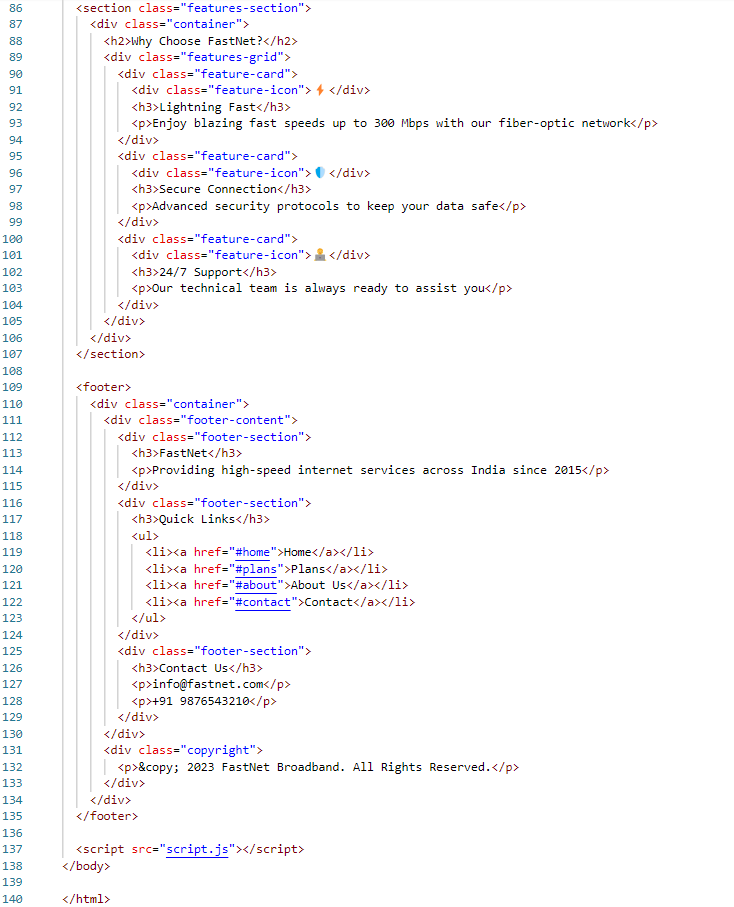 86 <section class="features-section">
87 <div class="container">
88 <h2>Why Choose FastNet?</h2>
89 <div class="features-grid">
90 <div class="feature-card">
91 <div class="feature-icon">⚡</div>
92 <h3>Lightning Fast</h3>
93 <p>Enjoy blazing fast speeds up to 300 Mbps with our fiber-optic network</p>
94 </div>
95 <div class="feature-card">
96 <div class="feature-icon">🛡️</div>
97 <h3>Secure Connection</h3>
98 <p>Advanced security protocols to keep your data safe</p>
99 </div>
100 <div class="feature-card">
101 <div class="feature-icon">👨‍💻</div>
102 <h3>24/7 Support</h3>
103 <p>Our technical team is always ready to assist you</p>
104 </div>
105 </div>
106 </div>
107 </section>
108
109 <footer>
110 <div class="container">
111 <div class="footer-content">
112 <div class="footer-section">
113 <h3>FastNet</h3>
114 <p>Providing high-speed internet services across India since 2015</p>
115 </div>
116 <div class="footer-section">
117 <h3>Quick Links</h3>
118 <ul>
119 <li><a href="#home">Home</a></li>
120 <li><a href="#plans">Plans</a></li>
121 <li><a href="#about">About Us</a></li>
122 <li><a href="#contact">Contact</a></li>
123 </ul>
124 </div>
125 <div class="footer-section">
126 <h3>Contact Us</h3>
127 <p>info@fastnet.com</p>
128 <p>+91 9876543210</p>
129 </div>
130 </div>
131 <div class="copyright">
132 <p>&copy; 2023 FastNet Broadband. All Rights Reserved.</p>
133 </div>
134 </div>
135 </footer>
136
137 <script src="script.js"></script>
138 </body>
139
140 </html>